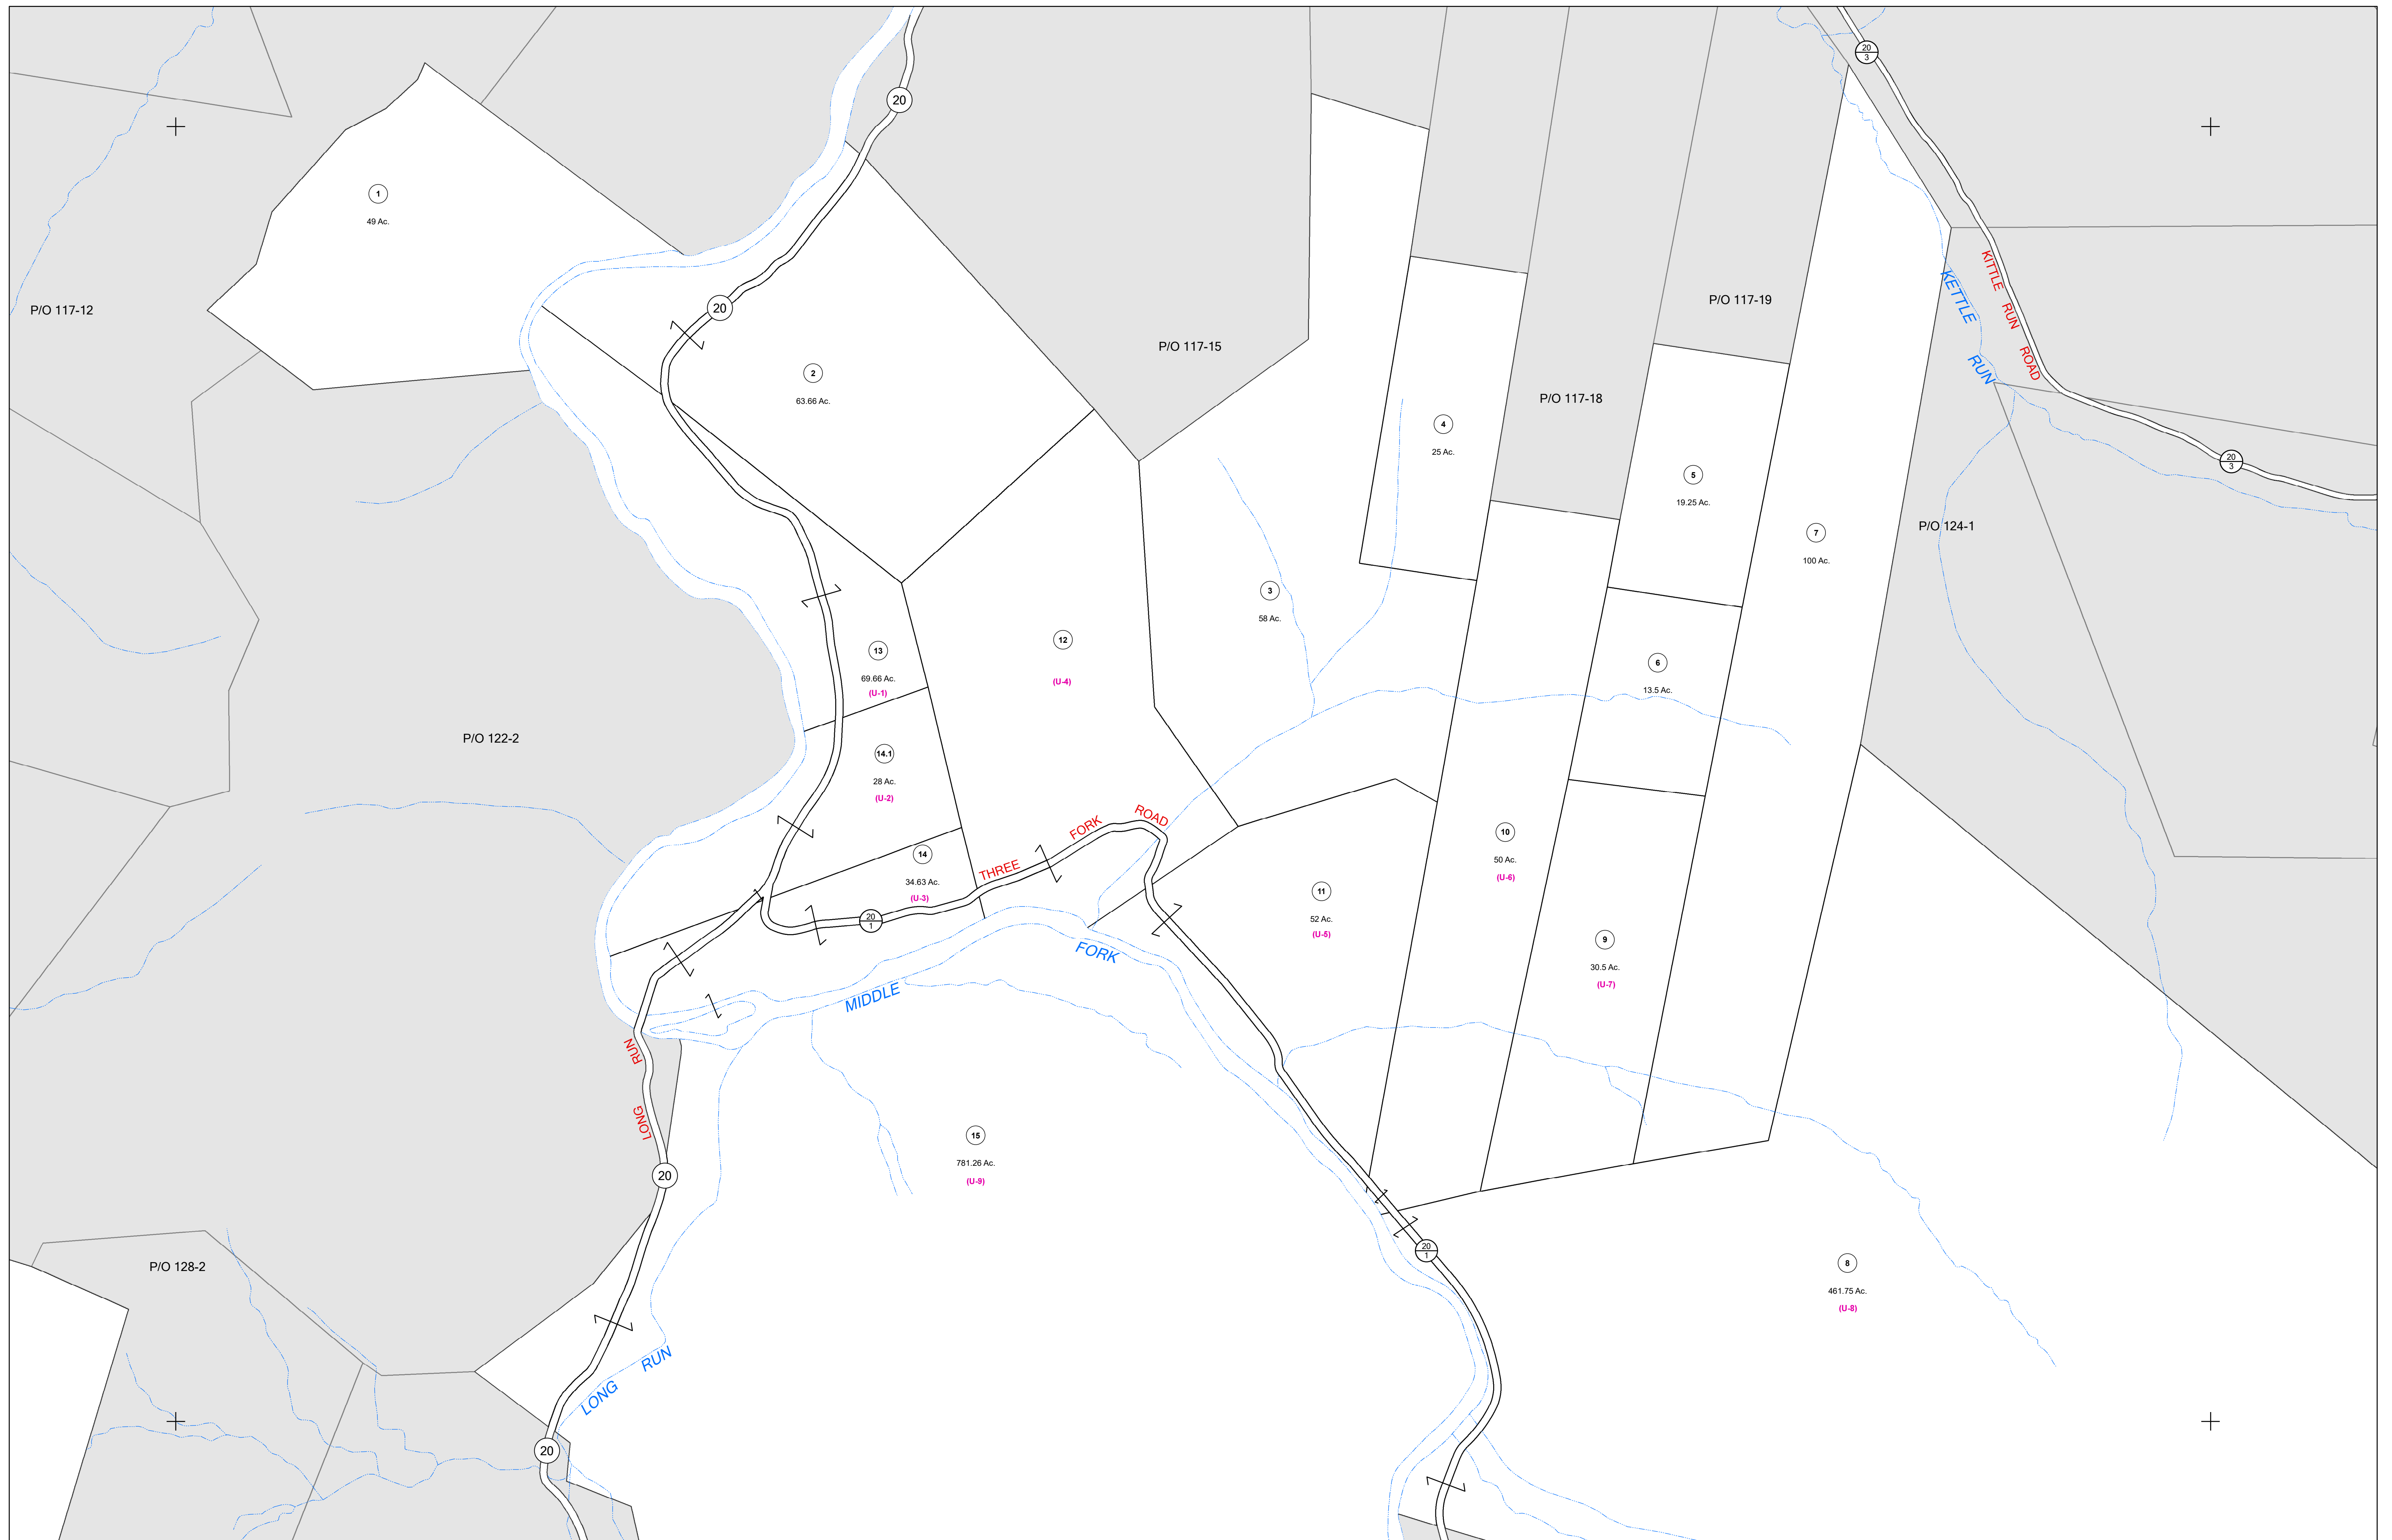 20
3
20
1
49 Ac.
P/O 117-12
20
2
63.66 Ac.
P/O 117-15
P/O 117-19
P/O 117-18
KETTLE RUN
KITTLE RUN ROAD
4
25 Ac.
5
19.25 Ac.
20
3
P/O 124-1
7
100 Ac.
3
58 Ac.
12
(U-4)
13
69.66 Ac.
(U-1)
6
13.5 Ac.
P/O 122-2
14.1
28 Ac.
(U-2)
THREE FORK ROAD
14
34.63 Ac.
(U-3)
20
1
10
50 Ac.
(U-6)
11
52 Ac.
(U-5)
9
30.5 Ac.
(U-7)
MIDDLE FORK
LONG RUN
15
781.26 Ac.
(U-9)
20
20
1
8
461.75 Ac.
(U-8)
P/O 128-2
LONG RUN
20